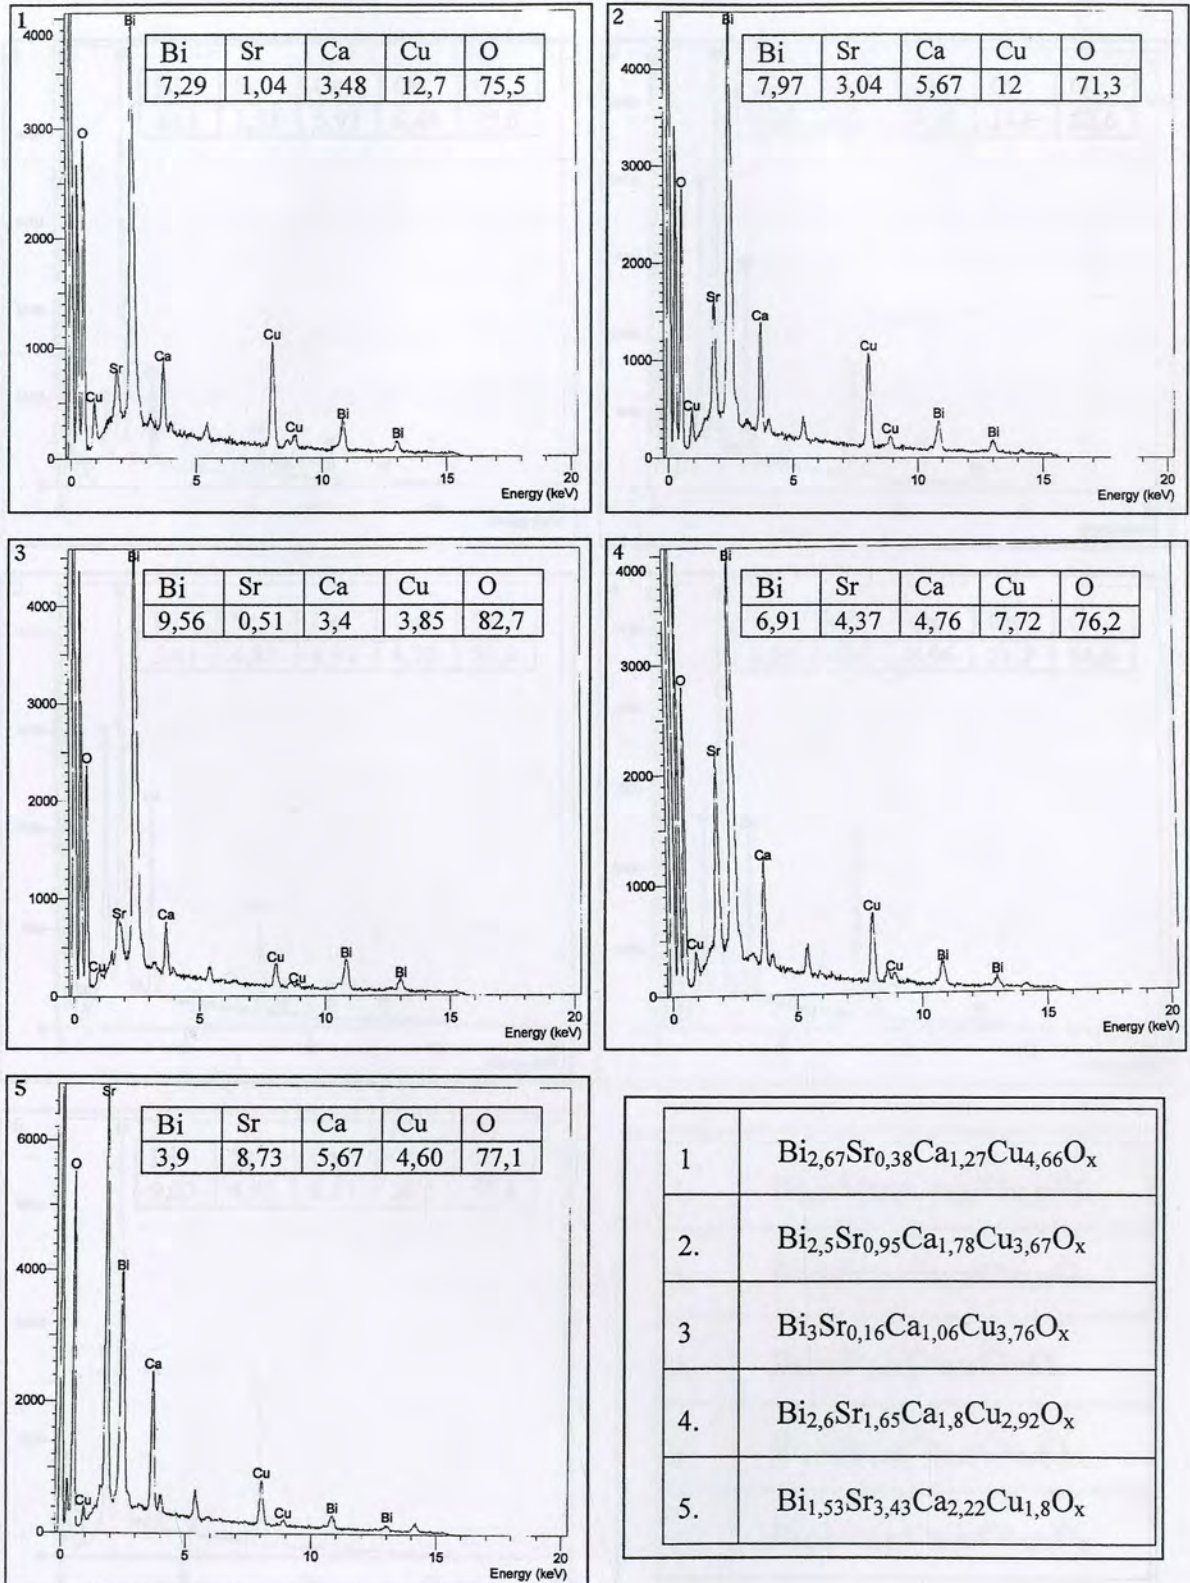 1
Bi
4000
Bi Sr Ca Cu O
7,29 1,04 3,48 12,7 75,5
3000
O
2000
1000
Cu
Sr
Ca
Cu
Cu
Bi
Bi
0
0 5 10 15 20
Energy (keV)
2
Bi
4000
Bi Sr Ca Cu O
7,97 3,04 5,67 12 71,3
3000
O
2000
Sr
Ca
1000
Cu
Cu
Cu
Bi
Bi
0
0 5 10 15 20
Energy (keV)
3
Bi
4000
Bi Sr Ca Cu O
9,56 0,51 3,4 3,85 82,7
3000
O
2000
1000
Sr
Ca
Cu
Cu
Cu
Bi
Bi
0
0 5 10 15 20
Energy (keV)
4
Bi
4000
Bi Sr Ca Cu O
6,91 4,37 4,76 7,72 76,2
3000
O
Sr
2000
Ca
1000
Cu
Cu
Cu
Bi
Bi
0
0 5 10 15 20
Energy (keV)
5
Sr
6000
Bi Sr Ca Cu O
3,9 8,73 5,67 4,60 77,1
O
Bi
4000
Ca
2000
Cu
Cu
Cu
Bi
Bi
0
0 5 10 15 20
Energy (keV)
1 Bi2,67Sr0,38Ca1,27Cu4,66Ox
2. Bi2,5Sr0,95Ca1,78Cu3,67Ox
3 Bi3Sr0,16Ca1,06Cu3,76Ox
4. Bi2,6Sr1,65Ca1,8Cu2,92Ox
5. Bi1,53Sr3,43Ca2,22Cu1,8Ox